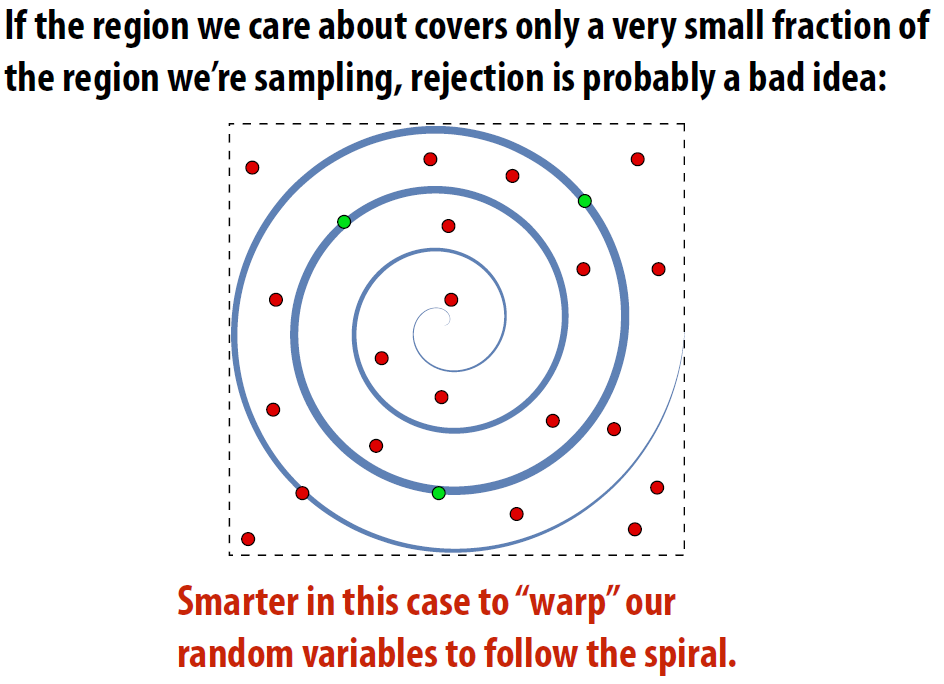 If the region we care about covers only a very small fraction of
the region we’re sampling, rejection is probably a bad idea:
Smarter in this case to “warp” our
random variables to follow the spiral.